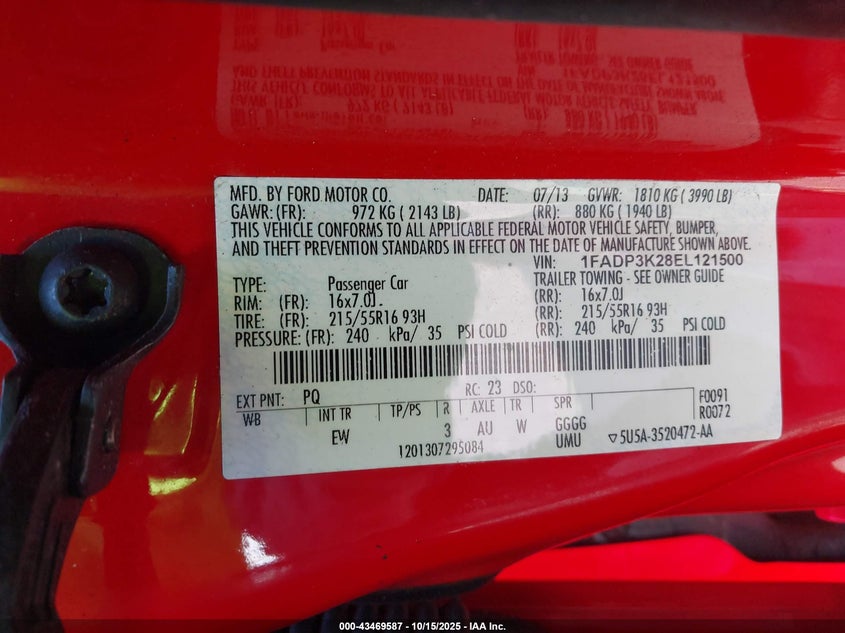 MFD. BY FORD MOTOR CO. DATE: 07/13 GVWR: 1810 KG ( 3990 LB)
GAWR: (FR): 972 KG ( 2143 LB) (RR): 880 KG ( 1940 LB)
THIS VEHICLE CONFORMS TO ALL APPLICABLE FEDERAL MOTOR VEHICLE SAFETY, BUMPER,
AND THEFT PREVENTION STANDARDS IN EFFECT ON THE DATE OF MANUFACTURE SHOWN ABOVE.
VIN: 1FADP3K28EL121500
TYPE: Passenger Car TRAILER TOWING - SEE OWNER GUIDE
RIM: (FR): 16x7.0J (RR): 16x7.0J
TIRE: (FR): 215/55R16 93H (RR): 215/55R16 93H
PRESSURE: (FR): 240 kPa/ 35 PSI COLD (RR): 240 kPa/ 35 PSI COLD
EXT PNT: PQ RC: 23 DSO:
WB INT TR TP/PS R AXLE TR SPR F0091
R0072
EW 3 AU W GGGG
UMU ▽5U5A-3520472-AA
1201307295084
000-43469587 - 10/15/2025 - IAA Inc.